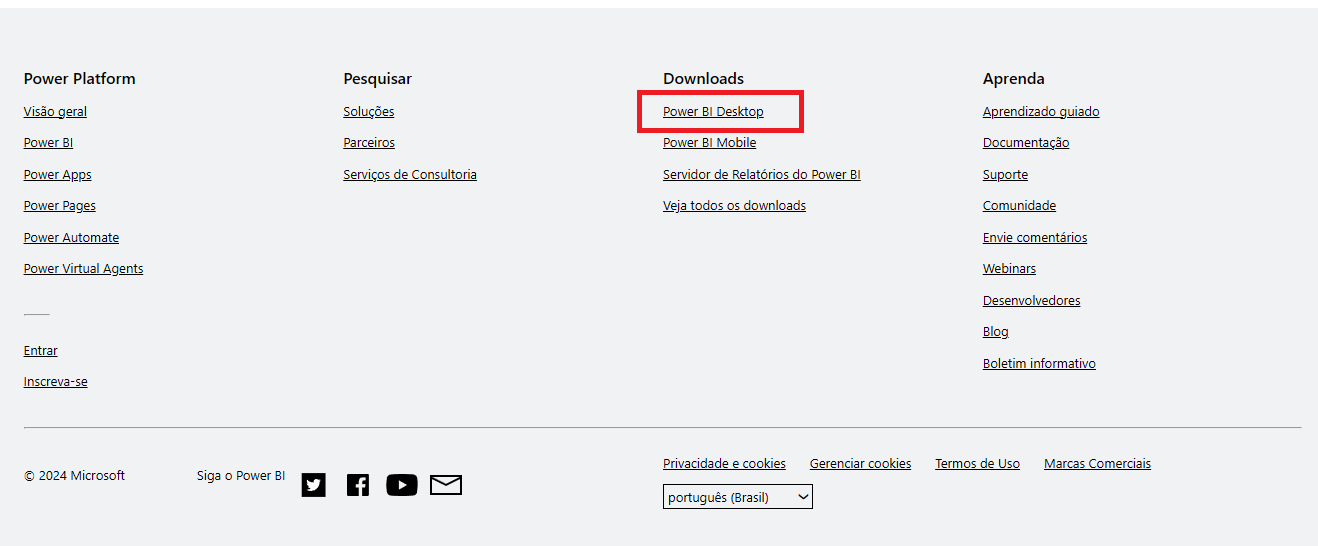 Power Platform
Visão geral
Power BI
Power Apps
Power Pages
Power Automate
Power Virtual Agents
Entrar
Inscreva-se
Pesquisar
Soluções
Parceiros
Serviços de Consultoria
Downloads
Power BI Desktop
Power BI Mobile
Servidor de Relatórios do Power BI
Veja todos os downloads
Aprenda
Aprendizado guiado
Documentação
Suporte
Comunidade
Envie comentários
Webinars
Desenvolvedores
Blog
Boletim informativo
© 2024 Microsoft
Siga o Power BI
Privacidade e cookies
Gerenciar cookies
Termos de Uso
Marcas Comerciais
português (Brasil)